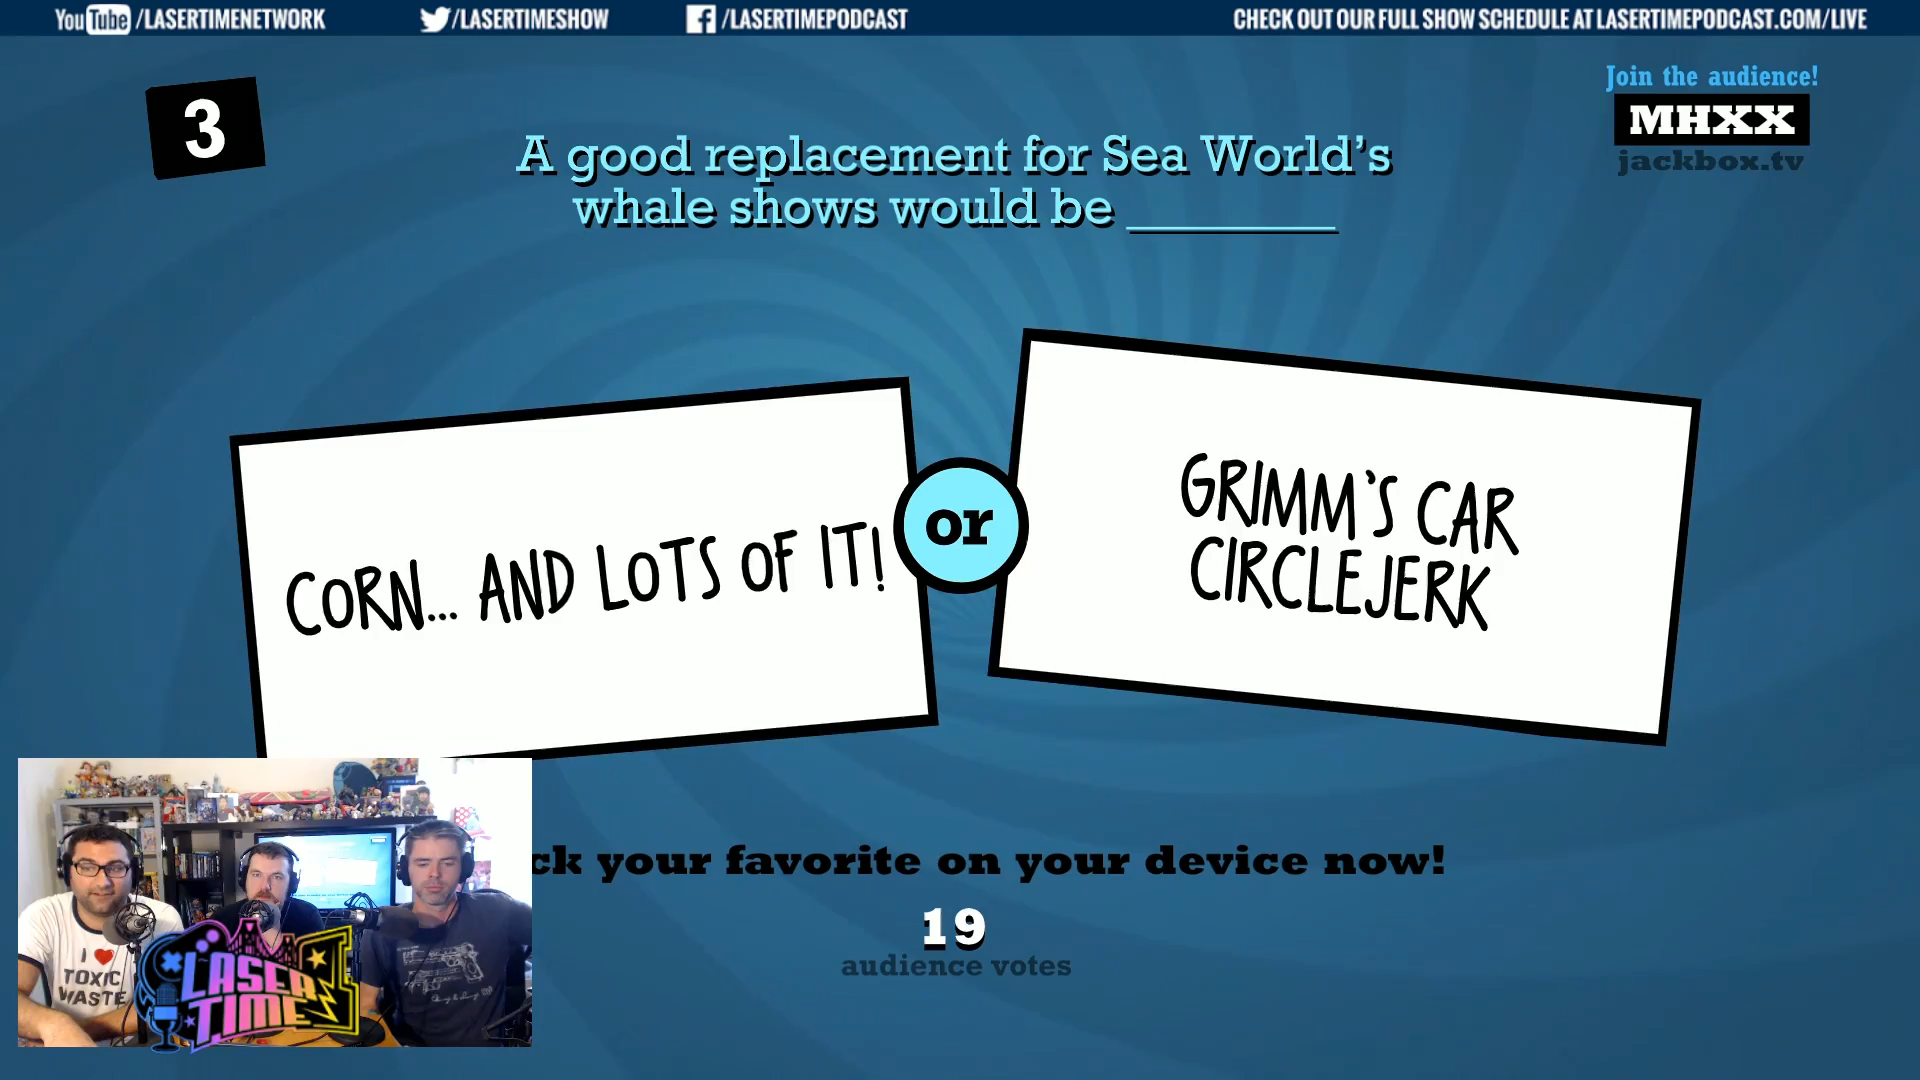 YouTube /LASERTIMENETWORK
/LASERTIMESHOW
/LASERTIMEPODCAST
CHECK OUT OUR FULL SHOW SCHEDULE AT LASERTIMEPODCAST.COM/LIVE
3
Join the audience!
MHXX
jackbox.tv
A good replacement for Sea World's
whale shows would be ________
CORN... AND LOTS OF IT!
or
GRIMM'S CAR
CIRCLEJERK
ck your favorite on your device now!
19
audience votes
I ♥
TOXIC
WASTE
LASER
TIME